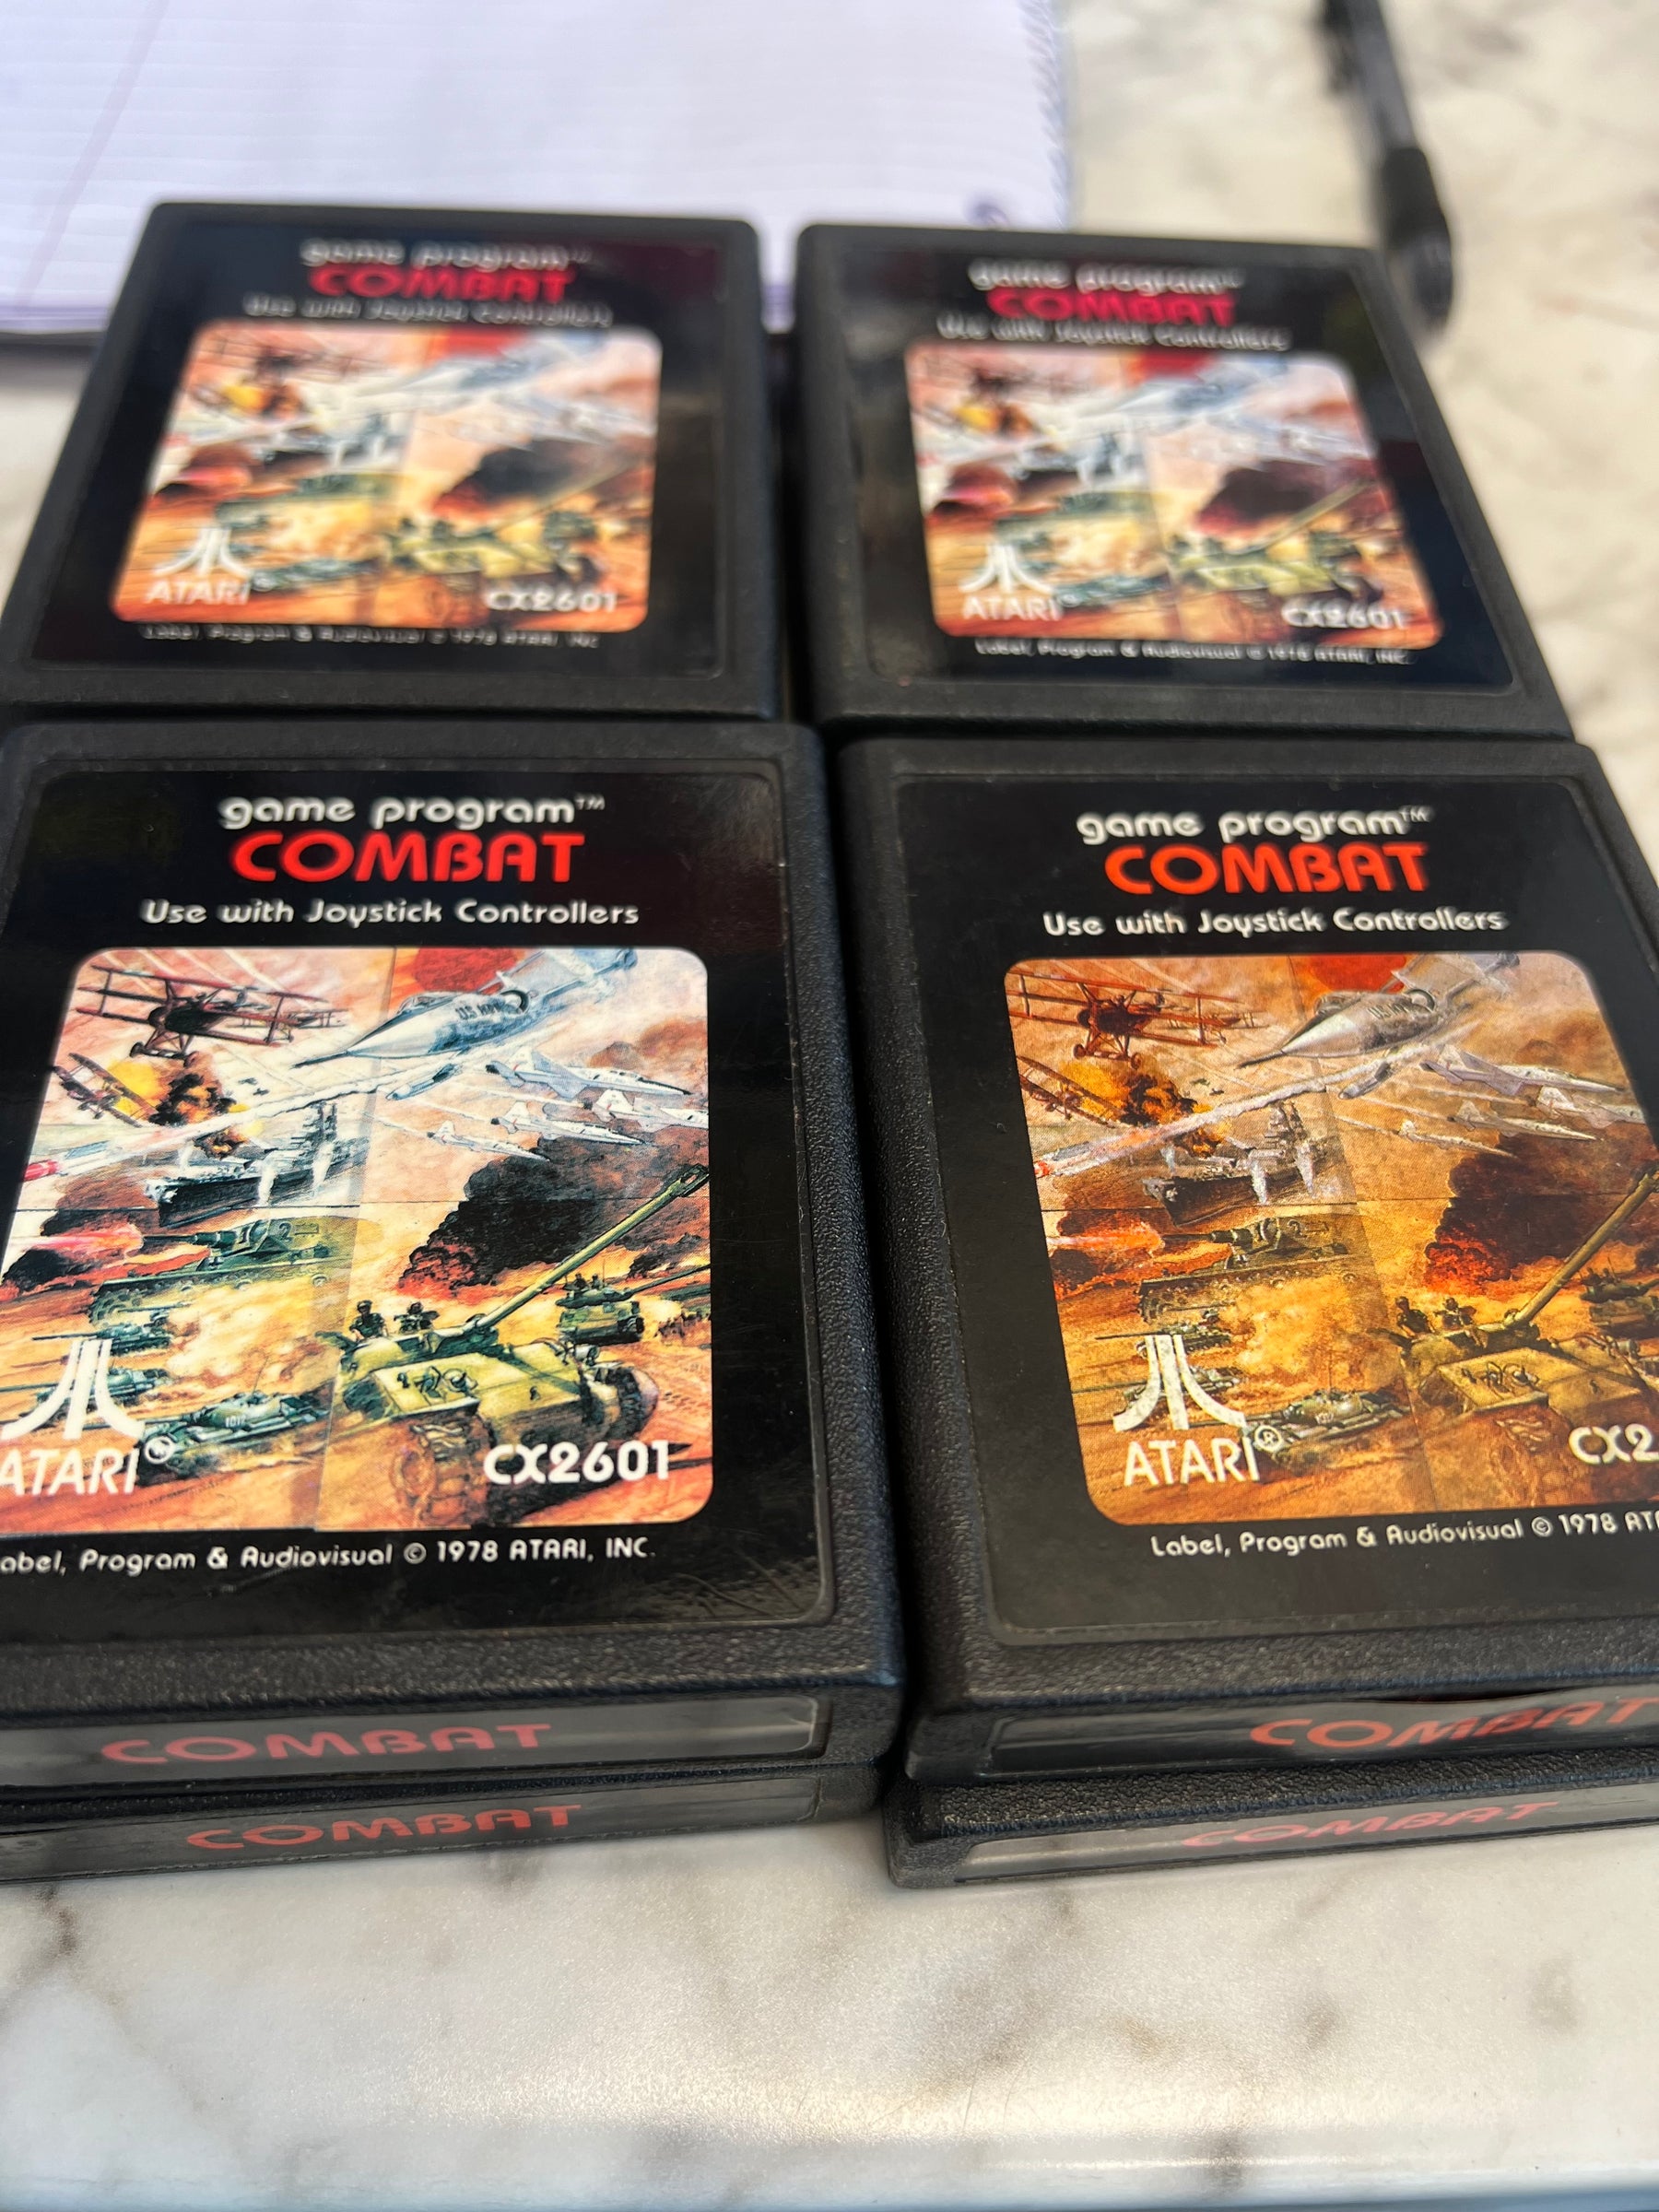 game program™
COMBAT
Use with Joystick Controllers
ATARI®
CX2601
Label, Program & Audiovisual © 1978 ATARI, INC.
game program™
COMBAT
Use with Joystick Controllers
ATARI®
CX2601
Label, Program & Audiovisual © 1978 ATARI, INC.
game program™
COMBAT
Use with Joystick Controllers
U.S. NAVY
2
ATARI®
CX2601
abel, Program & Audiovisual © 1978 ATARI, INC.
COMBAT
COMBAT
game program™
COMBAT
Use with Joystick Controllers
2
ATARI®
CX2
Label, Program & Audiovisual © 1978 ATA
COMBAT
COMBAT